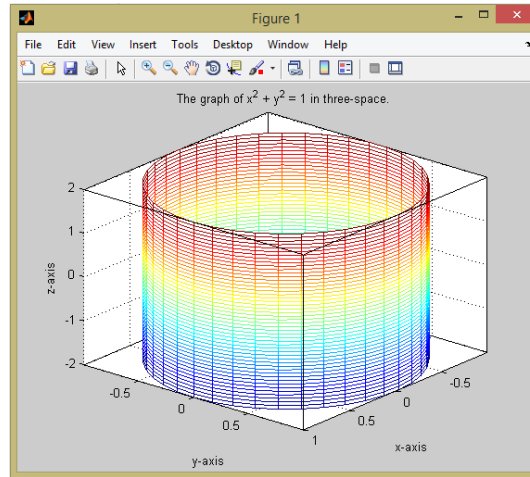 Figure 1
File Edit View Insert Tools Desktop Window Help
The graph of x² + y² = 1 in three-space.
2
1
0
-1
-2
z-axis
-0.5
0
0.5
1
y-axis
0.5
0
-0.5
x-axis